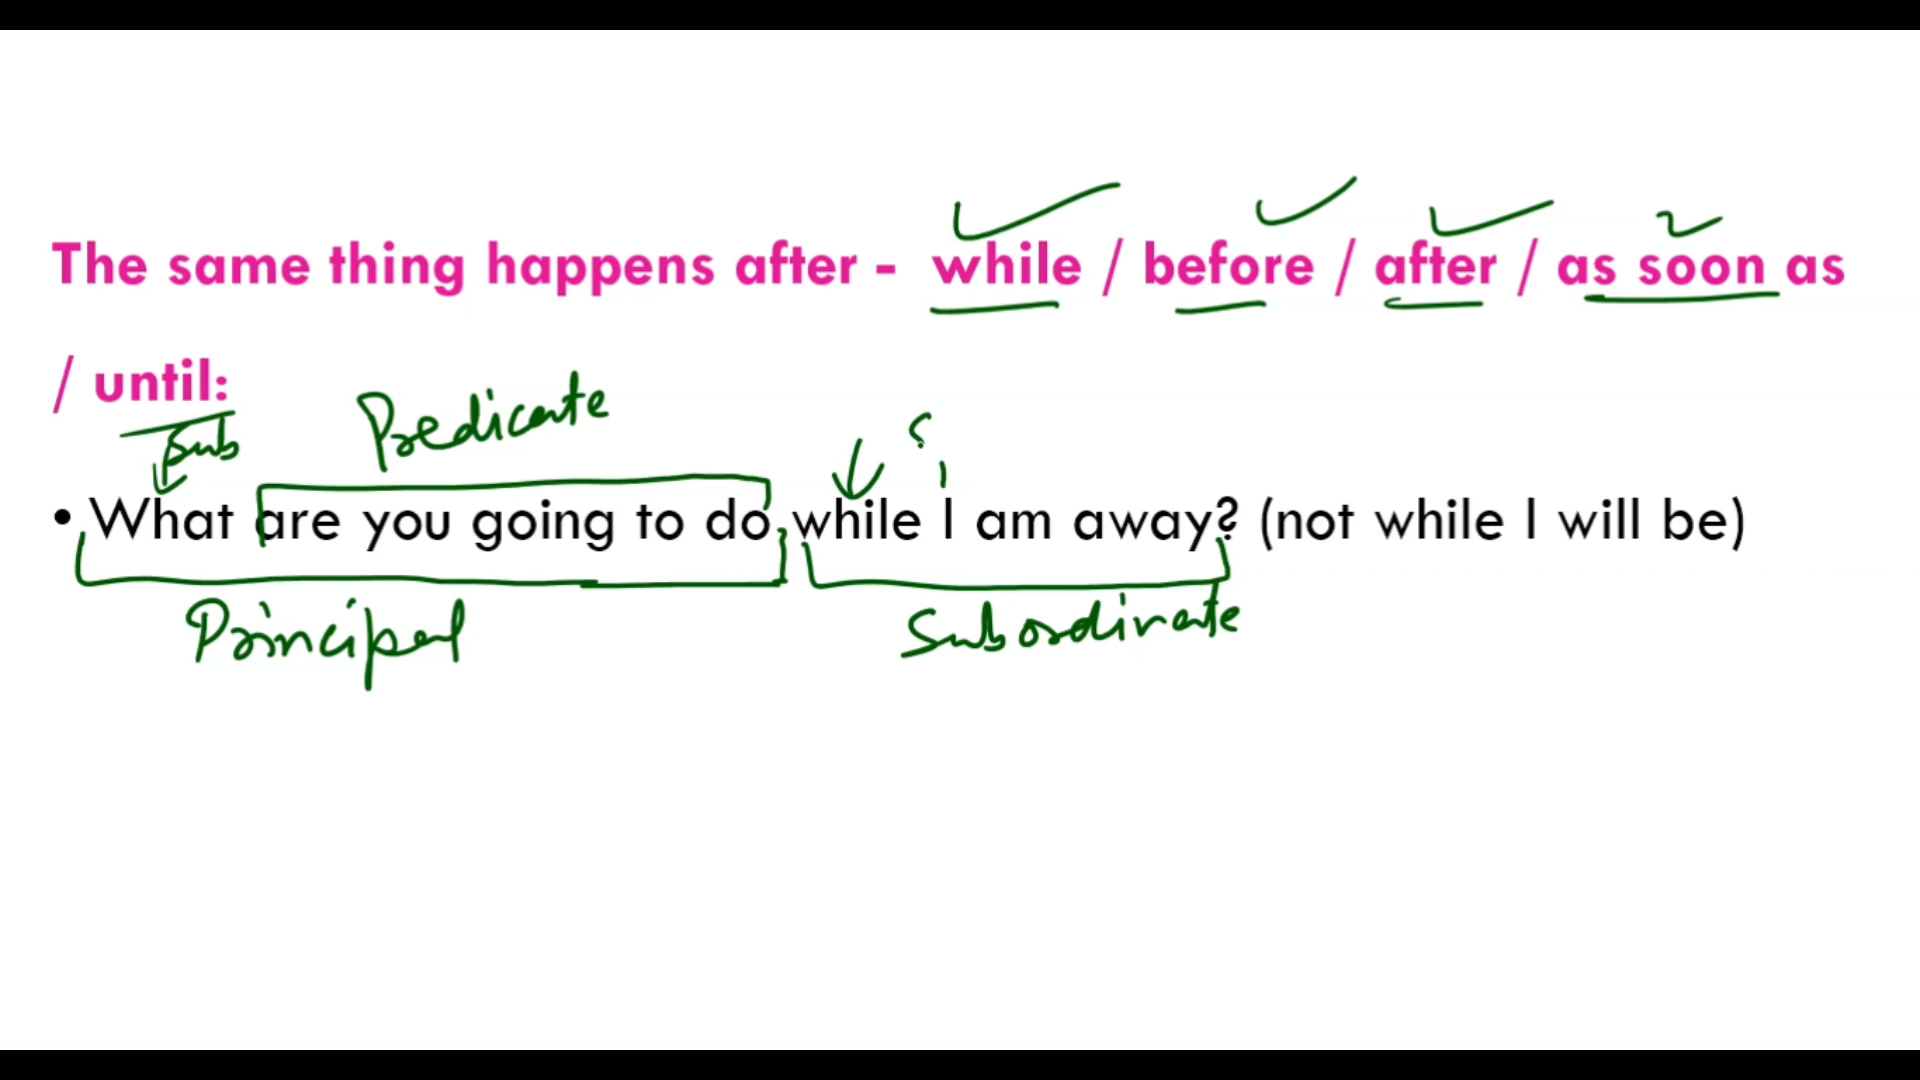 The same thing happens after - while / before / after / as soon as
/ until:
Sub Predicate S
• What are you going to do, while I am away? (not while I will be)
Principal Subordinate